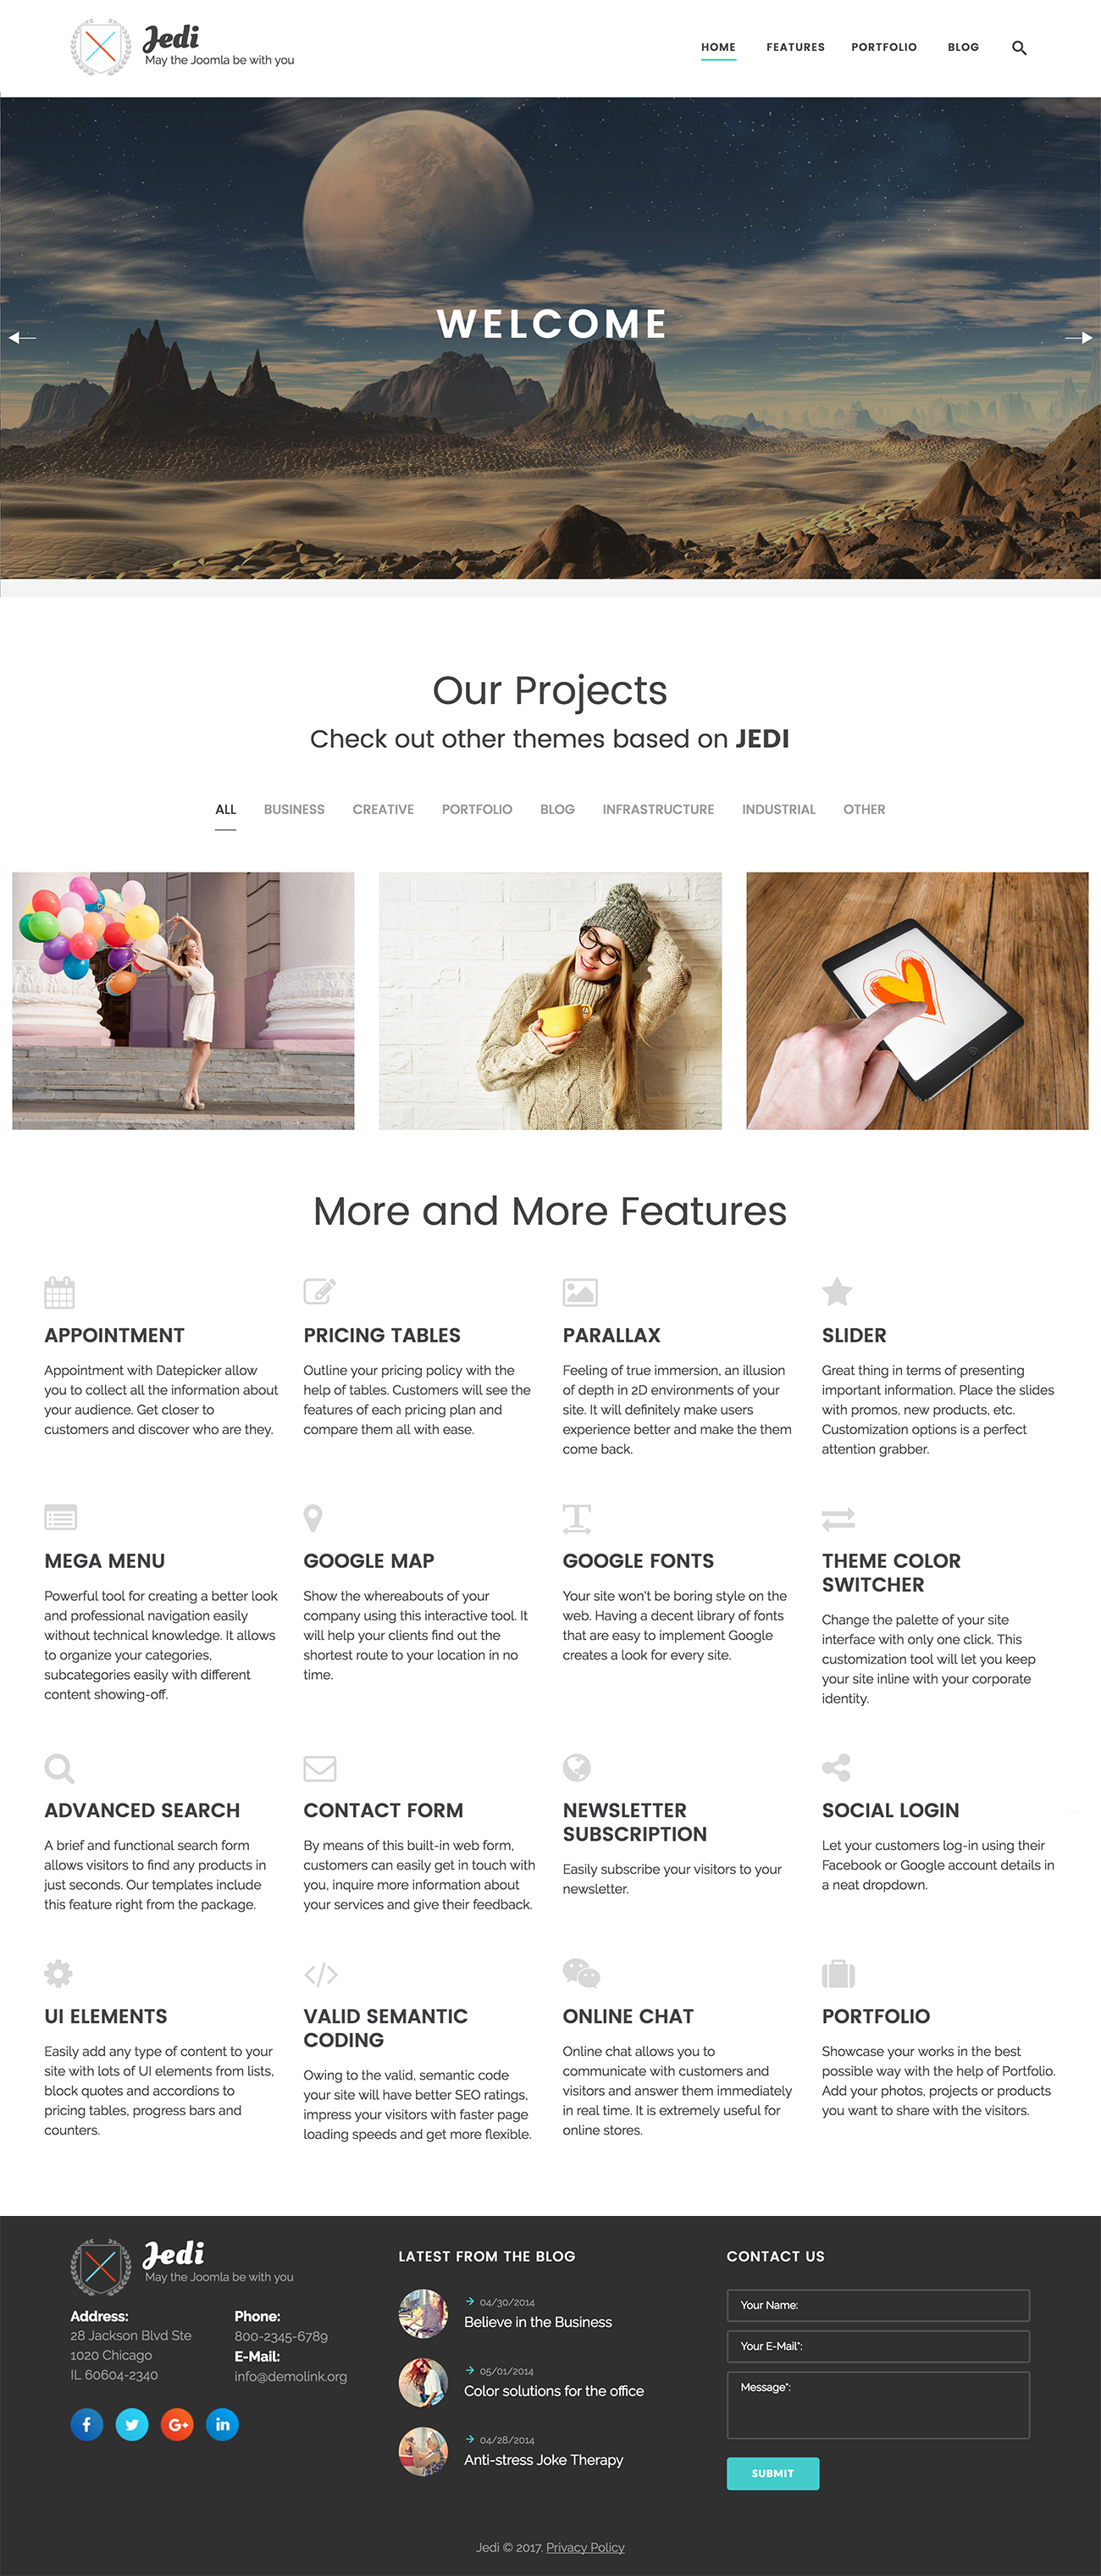 Jedi
May the Joomla be with you
HOME FEATURES PORTFOLIO BLOG
WELCOME
Our Projects
Check out other themes based on JEDI
ALL BUSINESS CREATIVE PORTFOLIO BLOG INFRASTRUCTURE INDUSTRIAL OTHER
More and More Features
APPOINTMENT
Appointment with Datepicker allow
you to collect all the information about
your audience. Get closer to
customers and discover who are they.
PRICING TABLES
Outline your pricing policy with the
help of tables. Customers will see the
features of each pricing plan and
compare them all with ease.
PARALLAX
Feeling of true immersion, an illusion
of depth in 2D environments of your
site. It will definitely make users
experience better and make the them
come back.
SLIDER
Great thing in terms of presenting
important information. Place the slides
with promos, new products, etc.
Customization options is a perfect
attention grabber.
MEGA MENU
Powerful tool for creating a better look
and professional navigation easily
without technical knowledge. It allows
to organize your categories,
subcategories easily with different
content showing-off.
GOOGLE MAP
Show the whereabouts of your
company using this interactive tool. It
will help your clients find out the
shortest route to your location in no
time.
GOOGLE FONTS
Your site won't be boring style on the
web. Having a decent library of fonts
that are easy to implement Google
creates a look for every site.
THEME COLOR
SWITCHER
Change the palette of your site
interface with only one click. This
customization tool will let you keep
your site inline with your corporate
identity.
ADVANCED SEARCH
A brief and functional search form
allows visitors to find any products in
just seconds. Our templates include
this feature right from the package.
CONTACT FORM
By means of this built-in web form,
customers can easily get in touch with
you, inquire more information about
your services and give their feedback.
NEWSLETTER
SUBSCRIPTION
Easily subscribe your visitors to your
newsletter.
SOCIAL LOGIN
Let your customers log-in using their
Facebook or Google account details in
a neat dropdown.
UI ELEMENTS
Easily add any type of content to your
site with lots of UI elements from lists,
block quotes and accordions to
pricing tables, progress bars and
counters.
VALID SEMANTIC
CODING
Owing to the valid, semantic code
your site will have better SEO ratings,
impress your visitors with faster page
loading speeds and get more flexible.
ONLINE CHAT
Online chat allows you to
communicate with customers and
visitors and answer them immediately
in real time. It is extremely useful for
online stores.
PORTFOLIO
Showcase your works in the best
possible way with the help of Portfolio.
Add your photos, projects or products
you want to share with the visitors.
Jedi
May the Joomla be with you
Address:
28 Jackson Blvd Ste
1020 Chicago
IL 60604-2340
Phone:
800-2345-6789
E-Mail:
info@demolink.org
f G+ in
LATEST FROM THE BLOG
04/30/2014
Believe in the Business
05/01/2014
Color solutions for the office
04/28/2014
Anti-stress Joke Therapy
CONTACT US
Your Name:
Your E-Mail*:
Message*:
SUBMIT
Jedi © 2017. Privacy Policy